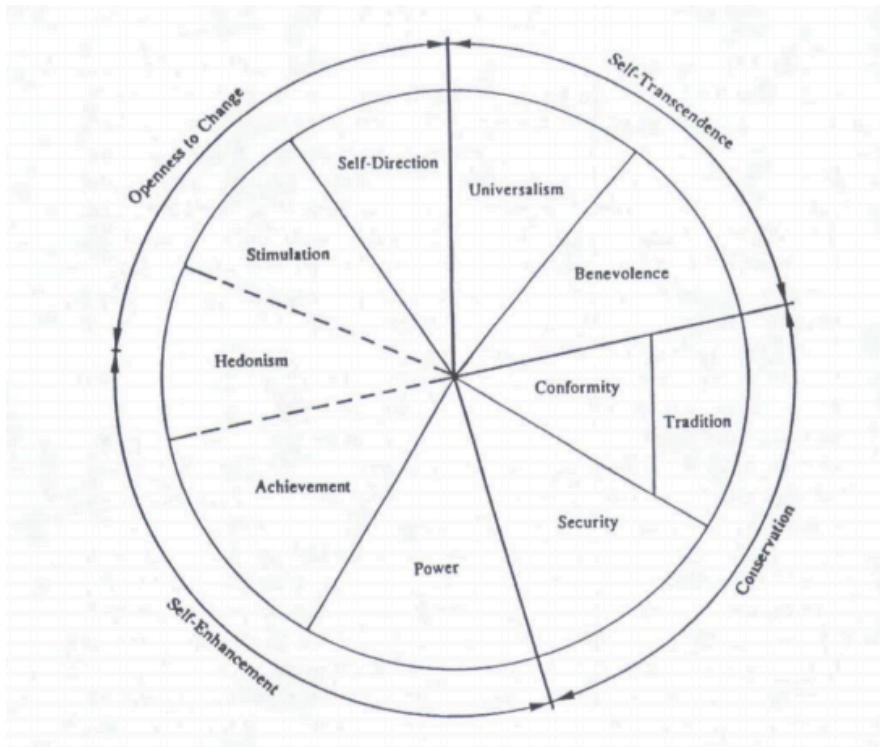 Openness to Change
Self-Transcendence
Self-Direction
Universalism
Stimulation
Benevolence
Hedonism
Conformity
Tradition
Achievement
Security
Power
Conservation
Self-Enhancement